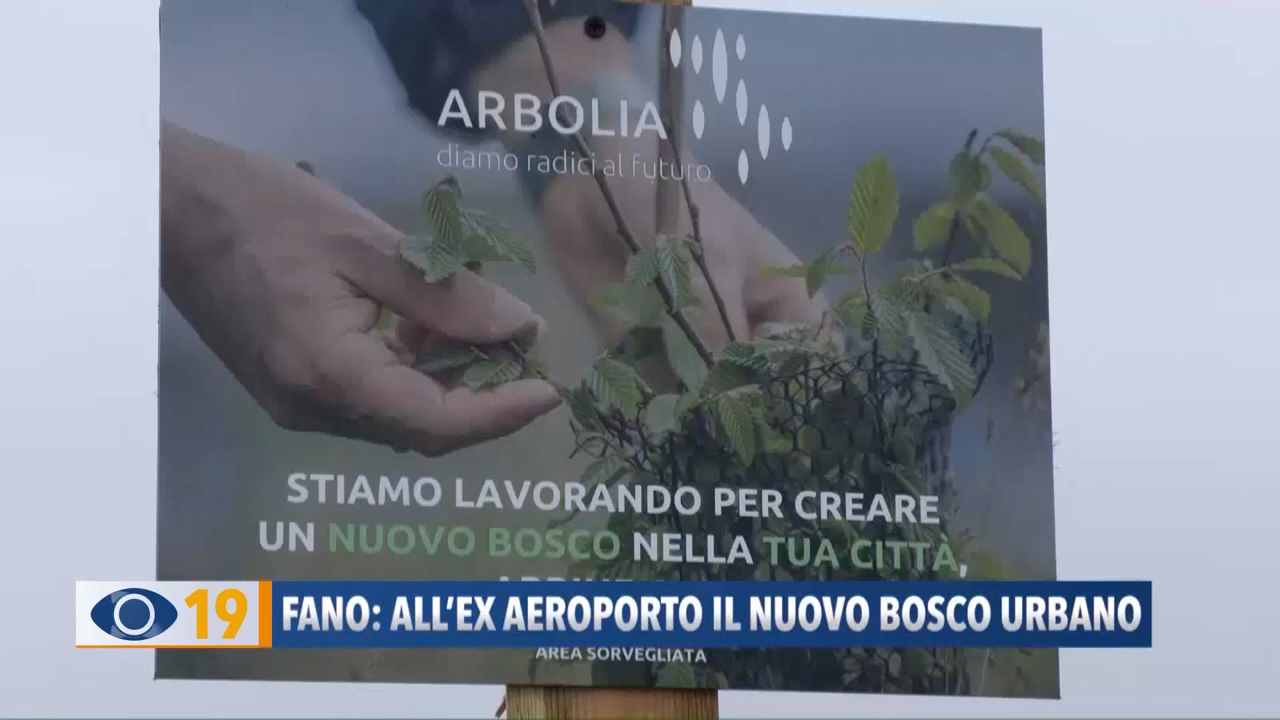 ARBOLIA
diamo radici al futuro
STIAMO LAVORANDO PER CREARE
UN NUOVO BOSCO NELLA TUA CITTÀ,
19
FANO: ALL'EX AEROPORTO IL NUOVO BOSCO URBANO
AREA SORVEGLIATA